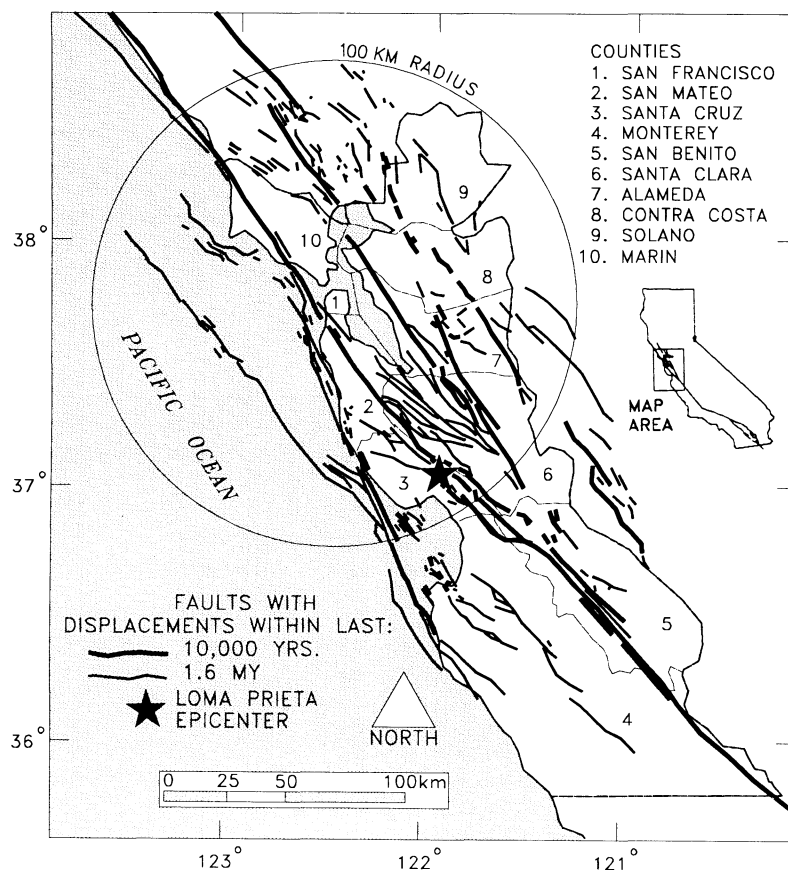 100 KM RADIUS
COUNTIES
1. SAN FRANCISCO
2. SAN MATEO
3. SANTA CRUZ
4. MONTEREY
5. SAN BENITO
6. SANTA CLARA
7. ALAMEDA
8. CONTRA COSTA
9. SOLANO
10. MARIN
9
38°
10
8
1
PACIFIC OCEAN
7
MAP
AREA
2
37°
3
6
FAULTS WITH
DISPLACEMENTS WITHIN LAST:
10,000 YRS.
1.6 MY
LOMA PRIETA
EPICENTER
5
4
36°
NORTH
0 25 50 100km
123° 122° 121°